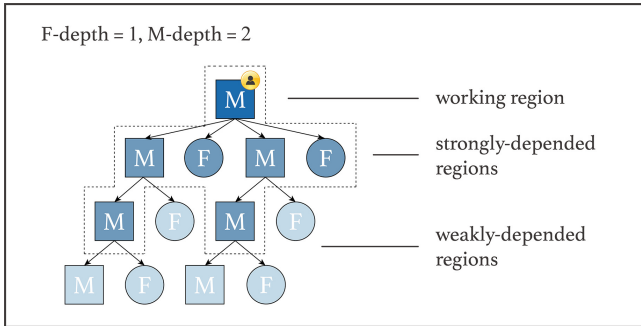 F-depth = 1, M-depth = 2
M
working region
M F M F
strongly-depended
regions
M F M F
weakly-depended
regions
M F M F